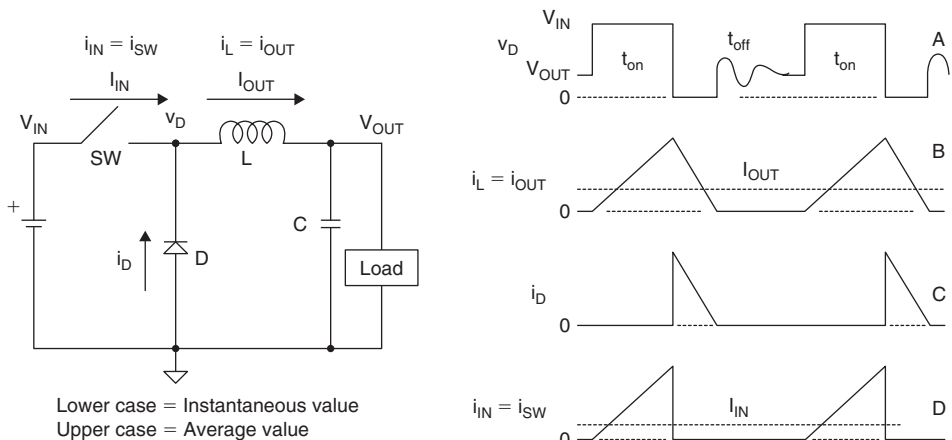 i_IN = i_SW
i_L = i_OUT
I_IN
I_OUT
V_IN
v_D
V_OUT
SW
L
+
C
i_D
D
Load
Lower case = Instantaneous value
Upper case = Average value
V_IN
v_D
t_on
t_off
t_on
A
V_OUT
0
B
i_L = i_OUT
I_OUT
0
i_D
C
0
i_IN = i_SW
I_IN
D
0